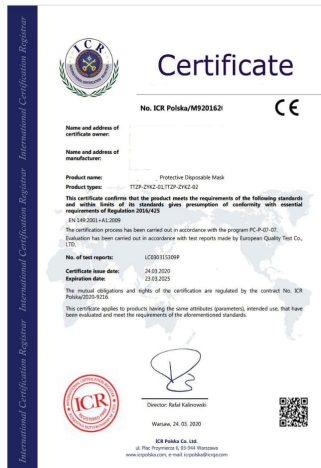 International Certification Registrar International Certification Registrar International Certification Registrar
ICR
Certificate
No. ICR Polska/M920162
CE
Name and address of
certificate owner:
Name and address of
manufacturer:
Product name: Protective Disposable Mask
Product types: TTZP-ZYKZ-01,TTZP-ZYKZ-02
This certificate confirms that the product meets the requirements of the following standards
and within limits of its standards gives presumption of conformity with essential
requirements of Regulation 2016/425
EN 149:2001+A1:2009
The certification process has been carried out in accordance with the program PC-P-07-07.
Evaluation has been carried out in accordance with test reports made by European Quality Test Co.,
LTD.
No. of test reports: LC030315309P
Certificate issue date: 24.03.2020
Expiration date: 23.03.2025
The mutual obligations and rights of the certification are regulated by the contract No. ICR
Polska/2020-9216.
This certificate applies to products having the same attributes (parameters), intended use, that have
been evaluated and meet the requirements of the aforementioned standards.
ICR
Director: Rafał Kalinowski
Warsaw, 24. 03. 2020
ICR Polska Co. Ltd.
ul. Plac Przymierza 6, 03-944 Warszawa
www.icrpolska.com, e-mail: icrpolska@icrqa.com